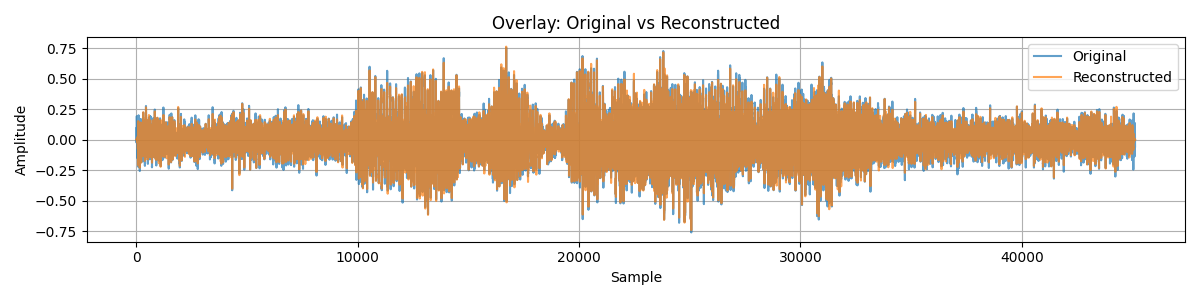 Overlay: Original vs Reconstructed
Original
Reconstructed
Amplitude
0.75
0.50
0.25
0.00
−0.25
−0.50
−0.75
0 10000 20000 30000 40000
Sample